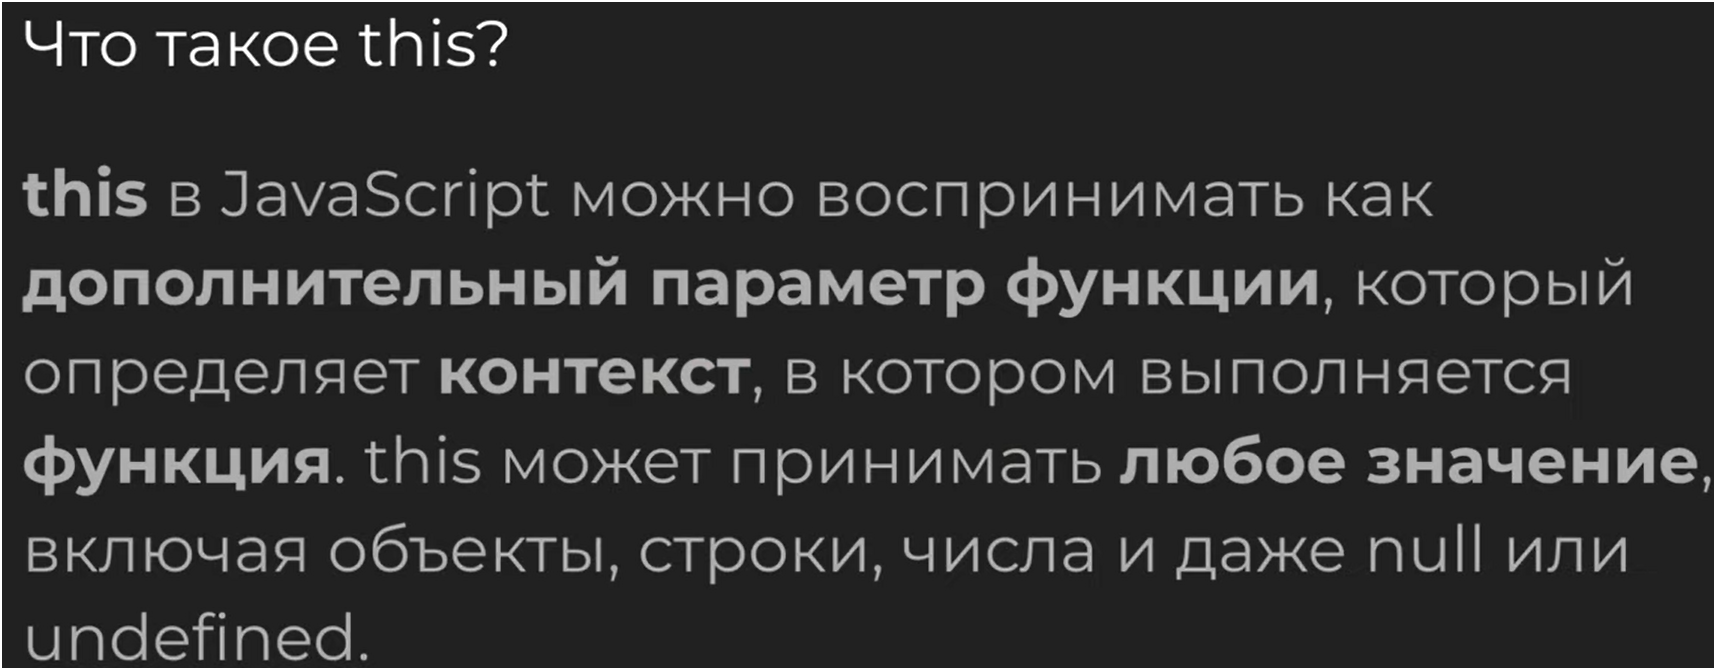 Что такое this?
this в JavaScript можно воспринимать как
дополнительный параметр функции, который
определяет контекст, в котором выполняется
функция. this может принимать любое значение,
включая объекты, строки, числа и даже null или
undefined.